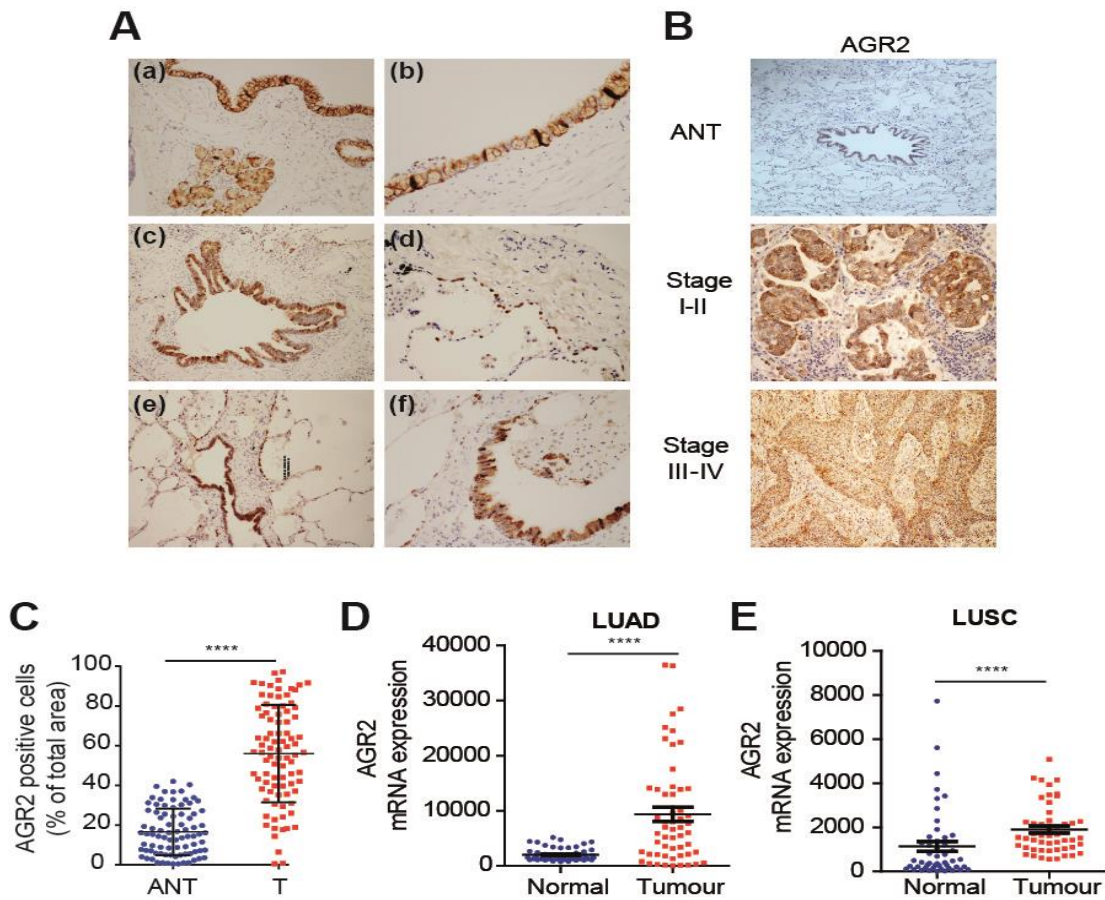 A
(a)
(b)
(c)
(d)
(e)
(f)
B
AGR2
ANT
Stage
I-II
Stage
III-IV
C
****
AGR2 positive cells
(% of total area)
100
80
60
40
20
0
ANT
T
D
LUAD
****
AGR2
mRNA expression
40000
30000
20000
10000
0
Normal
Tumour
E
LUSC
****
AGR2
mRNA expression
10000
8000
6000
4000
2000
0
Normal
Tumour